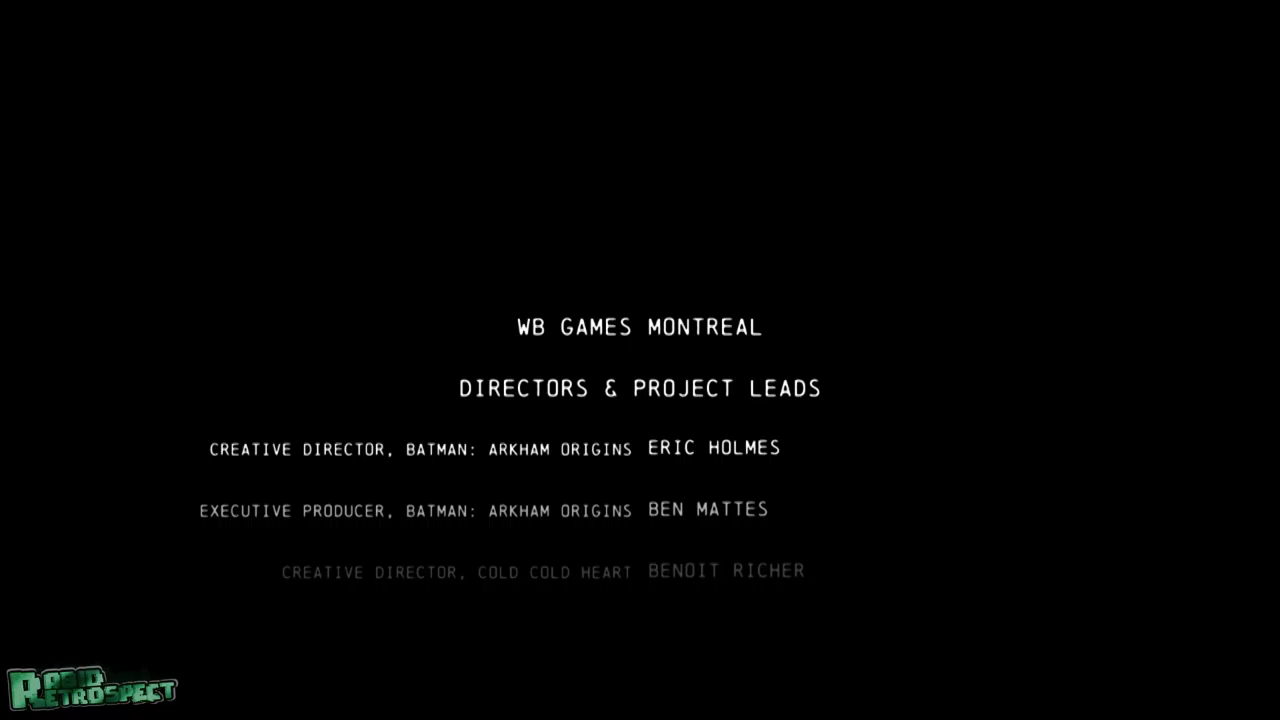 WB GAMES MONTREAL
DIRECTORS & PROJECT LEADS
CREATIVE DIRECTOR, BATMAN: ARKHAM ORIGINS ERIC HOLMES
EXECUTIVE PRODUCER, BATMAN: ARKHAM ORIGINS BEN MATTES
CREATIVE DIRECTOR, COLD COLD HEART BENOIT RICHER
RABID
RETROSPECT